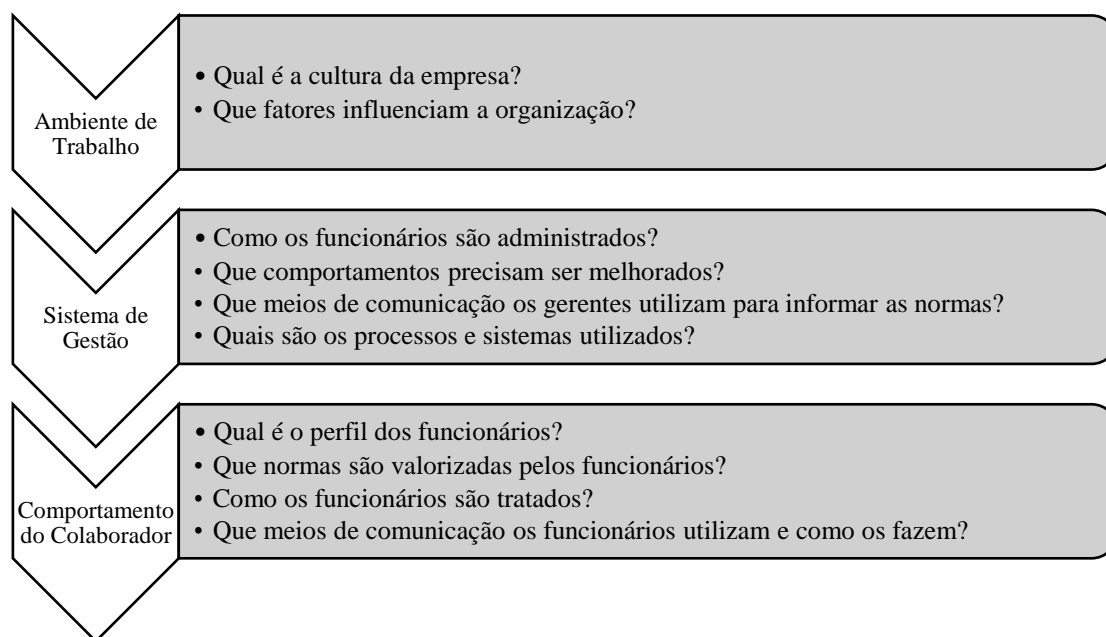 Ambiente de
Trabalho
• Qual é a cultura da empresa?
• Que fatores influenciam a organização?
Sistema de
Gestão
• Como os funcionários são administrados?
• Que comportamentos precisam ser melhorados?
• Que meios de comunicação os gerentes utilizam para informar as normas?
• Quais são os processos e sistemas utilizados?
Comportamento
do Colaborador
• Qual é o perfil dos funcionários?
• Que normas são valorizadas pelos funcionários?
• Como os funcionários são tratados?
• Que meios de comunicação os funcionários utilizam e como os fazem?